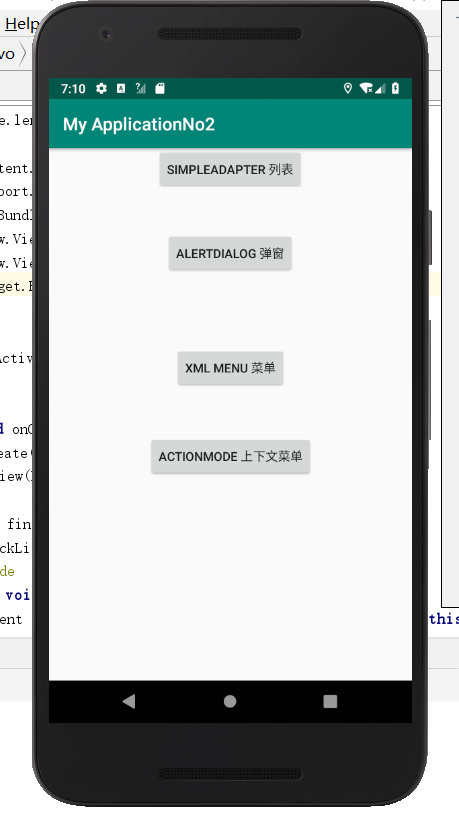 Help
vo
7:10
My ApplicationNo2
SIMPLEADAPTER 列表
ALERTDIALOG 弹窗
XML MENU 菜单
ACTIONMODE 上下文菜单
e.len
tent.
port.
Bundl
w.Vie
w.Vie
get.
Activ
d onC
eate(
iew(
fin
ckLi
de
voi
ent
this